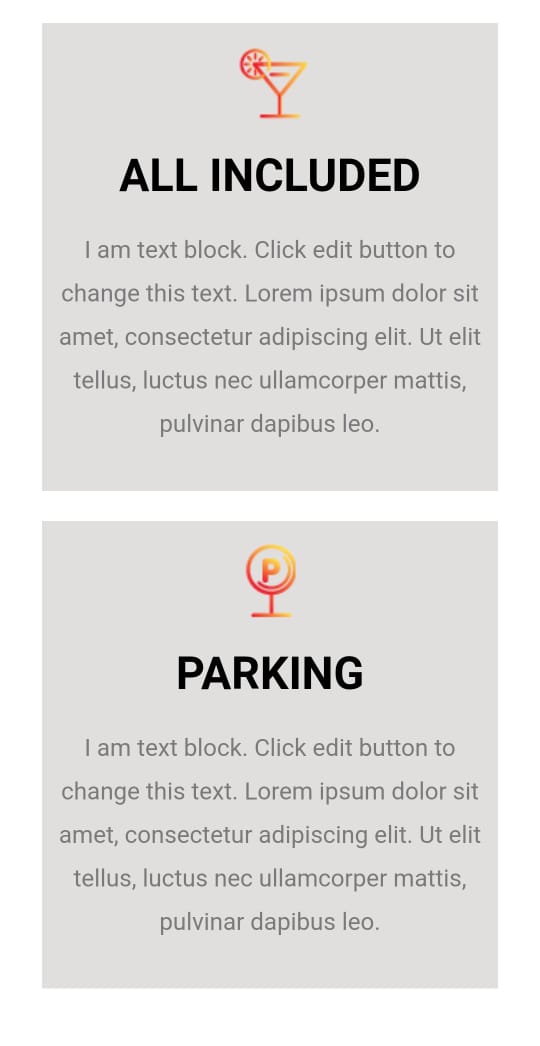 ALL INCLUDED
I am text block. Click edit button to
change this text. Lorem ipsum dolor sit
amet, consectetur adipiscing elit. Ut elit
tellus, luctus nec ullamcorper mattis,
pulvinar dapibus leo.
P
PARKING
I am text block. Click edit button to
change this text. Lorem ipsum dolor sit
amet, consectetur adipiscing elit. Ut elit
tellus, luctus nec ullamcorper mattis,
pulvinar dapibus leo.